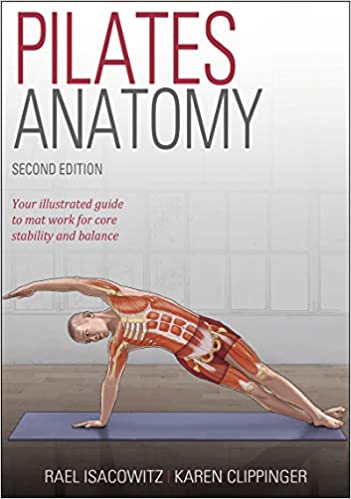 PILATES
ANATOMY
SECOND EDITION
Your illustrated guide
to mat work for core
stability and balance
RAEL ISACOWITZ | KAREN CLIPPINGER